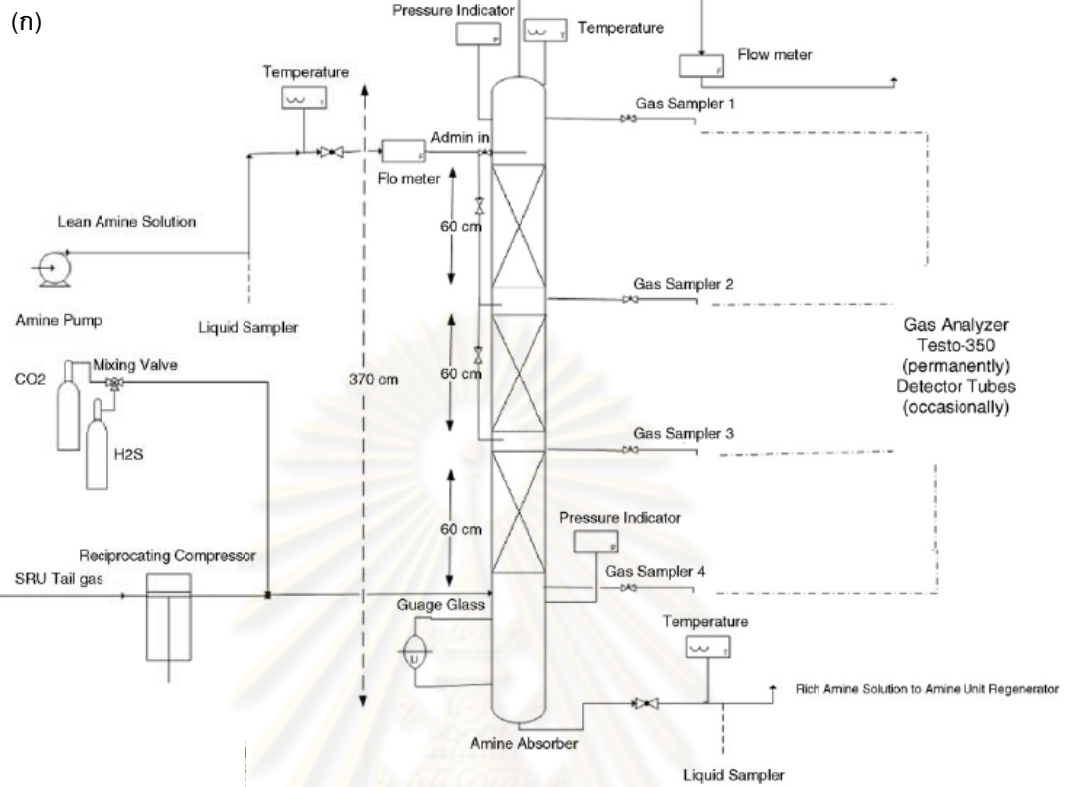 (ก)
Pressure Indicator
P
T
Temperature
F
Flow meter
Temperature
T
Gas Sampler 1
Admin in
F
Flo meter
60 cm
Lean Amine Solution
Gas Sampler 2
Amine Pump
Liquid Sampler
Gas Analyzer
Testo-350
(permanently)
Detector Tubes
(occasionally)
Mixing Valve
CO2
370 cm
60 cm
H2S
Gas Sampler 3
60 cm
Pressure Indicator
P
Reciprocating Compressor
SRU Tail gas
Gas Sampler 4
Guage Glass
LI
Temperature
T
Rich Amine Solution to Amine Unit Regenerator
Amine Absorber
Liquid Sampler